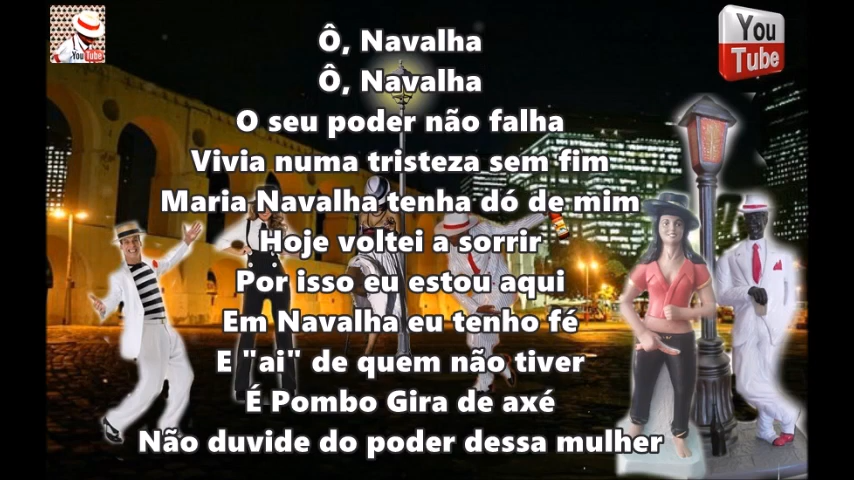 You
Tube
You Tube
Ô, Navalha
Ô, Navalha
O seu poder não falha
Vivia numa tristeza sem fim
Maria Navalha tenha dó de mim
Hoje voltei a sorrir
Por isso eu estou aqui
Em Navalha eu tenho fé
E "ai" de quem não tiver
É Pombo Gira de axé
Não duvide do poder dessa mulher